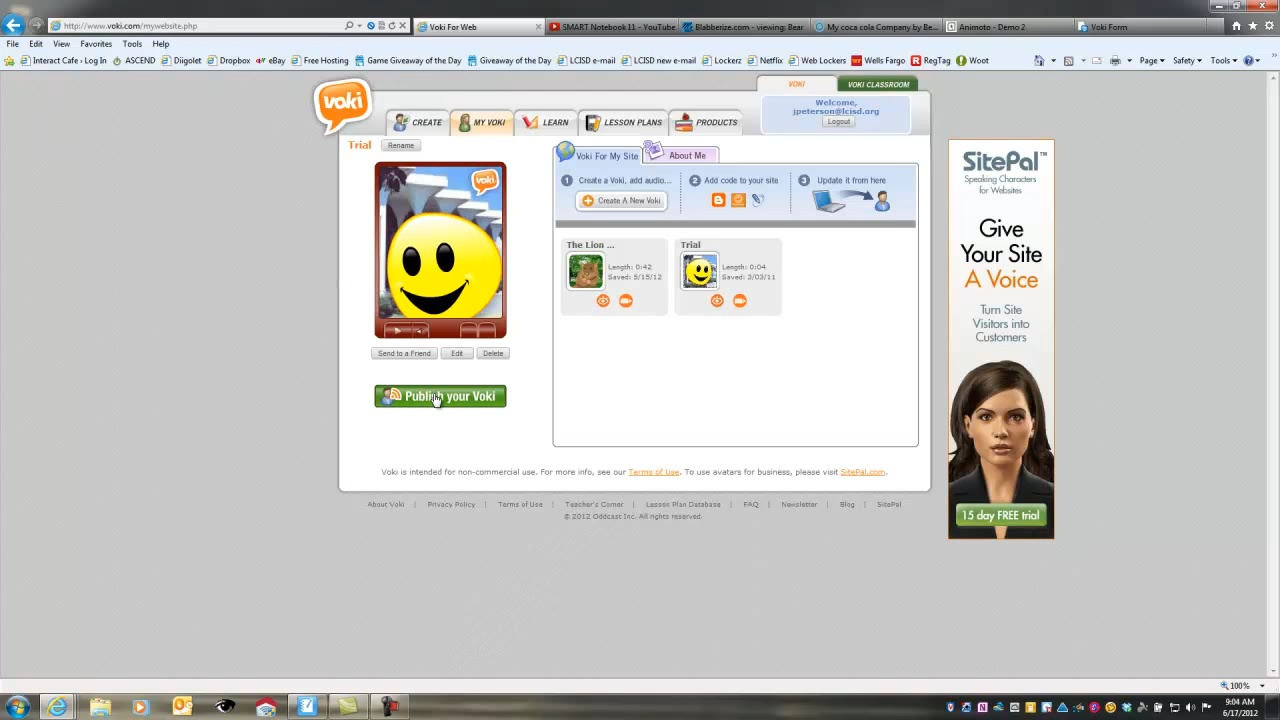 http://www.voki.com/mywebsite.php
Voki For Web
SMART Notebook 11 - YouTube
Blabberize.com - viewing: Bear
My coca cola Company by Be...
Animoto - Demo 2
Voki Form
File Edit View Favorites Tools Help
Interact Cafe › Log In
ASCEND
Diigolet
Dropbox
eBay
Free Hosting
Game Giveaway of the Day
Giveaway of the Day
LCISD e-mail
LCISD new e-mail
Lockerz
Netflix
Web Lockers
Wells Fargo
RegTag
Woot
Page
Safety
Tools
voki
VOKI
VOKI CLASSROOM
Welcome,
jpeterson@lcisd.org
Logout
CREATE
MY VOKI
LEARN
LESSON PLANS
PRODUCTS
Trial
Rename
voki
Send to a Friend
Edit
Delete
Publish your Voki
Voki For My Site
About Me
1 Create a Voki, add audio...
Create A New Voki
2 Add code to your site
3 Update it from here
The Lion ...
Length: 0:42
Saved: 5/15/12
Trial
Length: 0:04
Saved: 3/03/11
Voki is intended for non-commercial use. For more info, see our Terms of Use. To use avatars for business, please visit SitePal.com.
About Voki | Privacy Policy | Terms of Use | Teacher's Corner | Lesson Plan Database | FAQ | Newsletter | Blog | SitePal
© 2012 Oddcast Inc. All rights reserved.
SitePal™
Speaking Characters
for Websites
Give
Your Site
A Voice
Turn Site
Visitors into
Customers
15 day FREE trial
100%
9:04 AM
6/17/2012